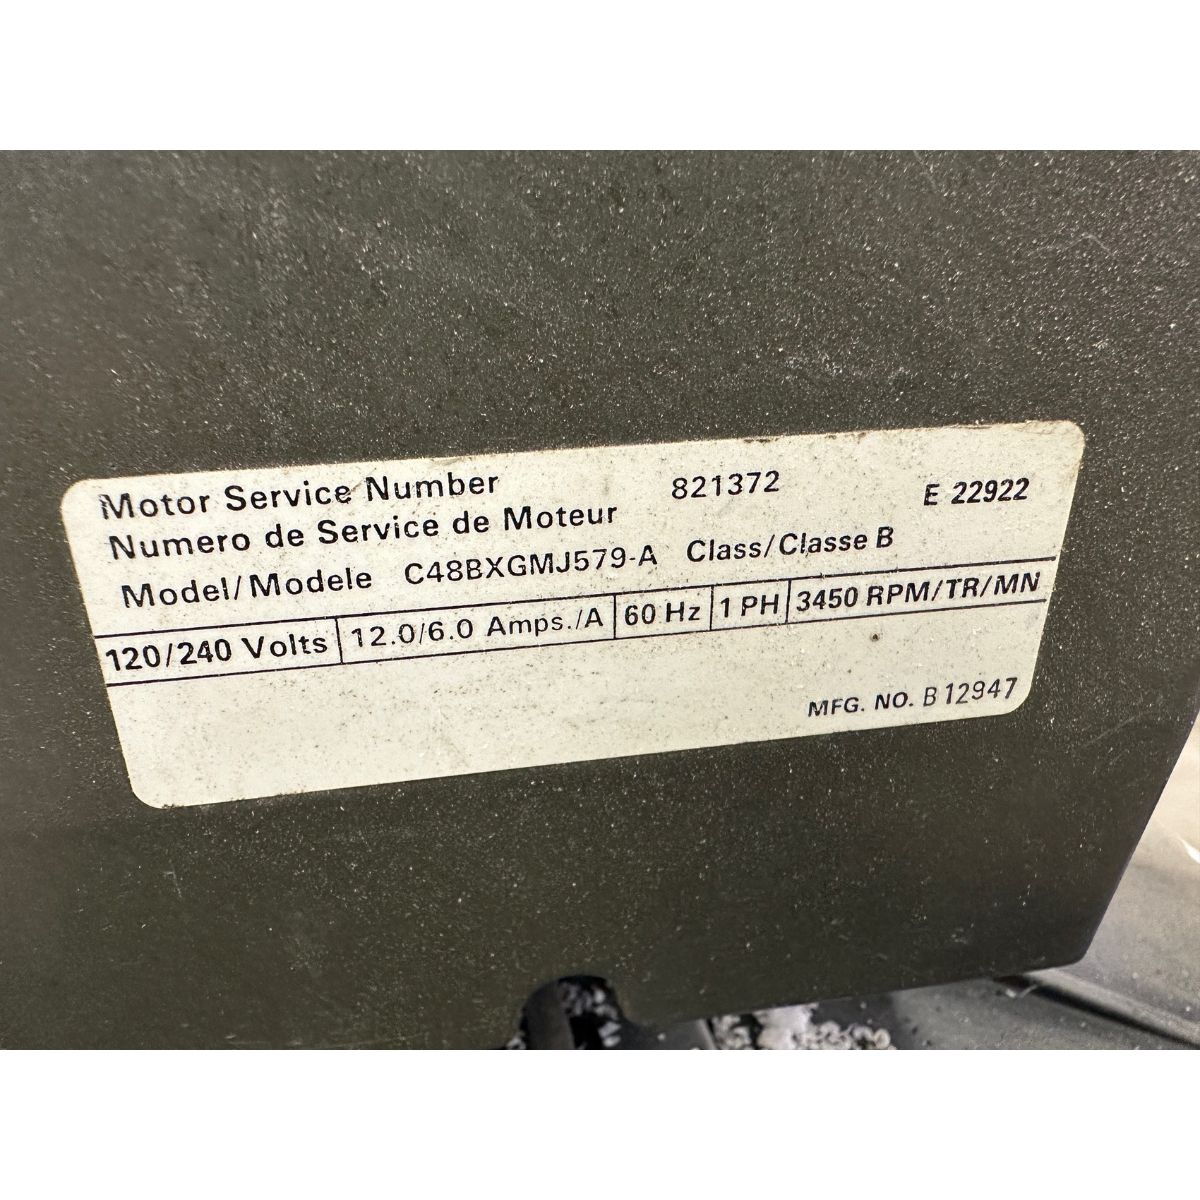 Motor Service Number 821372 E 22922
Numero de Service de Moteur
Model/Modele C48BXGMJ579-A Class/Classe B
120/240 Volts 12.0/6.0 Amps./A 60 Hz 1 PH 3450 RPM/TR/MN
MFG. NO. B 12947